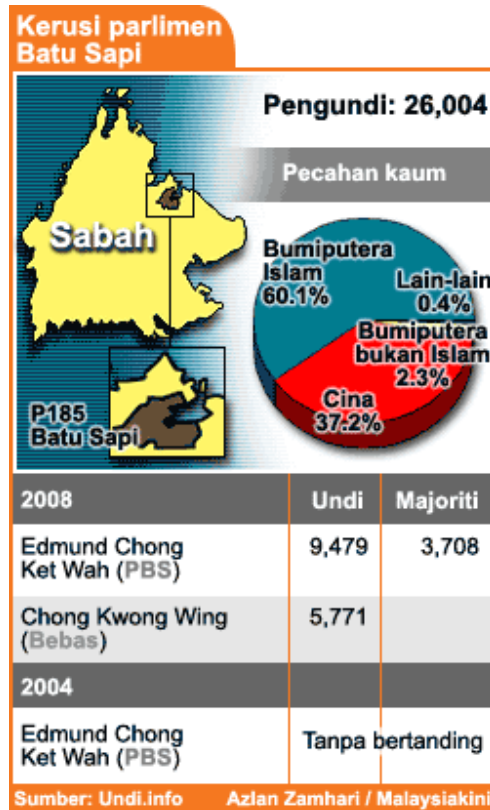 Kerusi parlimen
Batu Sapi
Pengundi: 26,004
Pecahan kaum
Sabah
Bumiputera
Islam
60.1%
Lain-lain
0.4%
Bumiputera
bukan Islam
2.3%
Cina
37.2%
P185
Batu Sapi
2008 Undi Majoriti
Edmund Chong 9,479 3,708
Ket Wah (PBS)
Chong Kwong Wing 5,771
(Bebas)
2004
Edmund Chong Tanpa bertanding
Ket Wah (PBS)
Sumber: Undi.info Azlan Zamhari / Malaysiakini